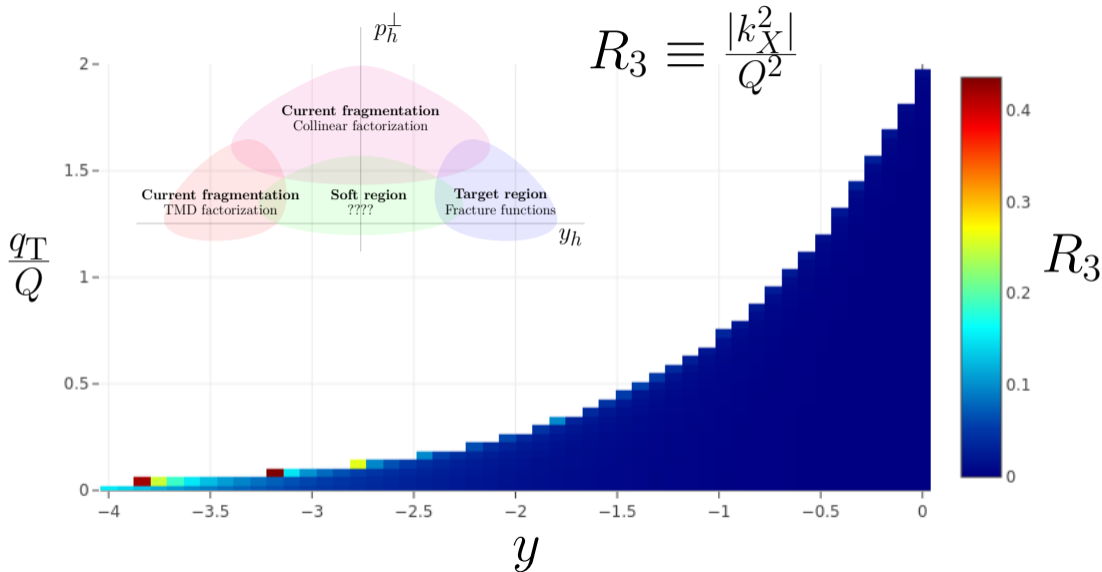 p_h^⊥
R_3 ≡ |k_X^2| / Q^2
Current fragmentation
Collinear factorization
Current fragmentation
TMD factorization
Soft region
????
Target region
Fracture functions
y_h
q_T / Q
2
1.5
1
0.5
0
−4 −3.5 −3 −2.5 −2 −1.5 −1 −0.5 0
y
0.4
0.3
0.2
0.1
0
R_3